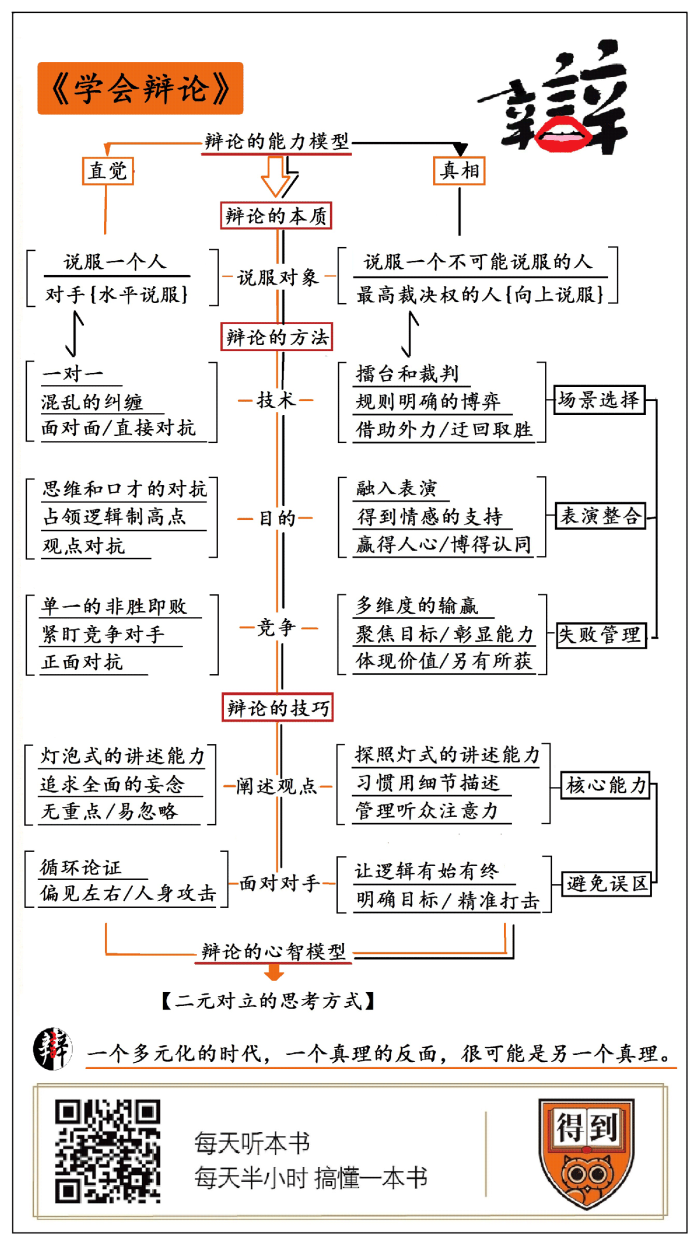 《学会辩论》
辩
辩论的能力模型
直觉
真相
辩论的本质
说服一个人
对手{水平说服}
说服对象
说服一个不可能说服的人
最高裁决权的人{向上说服}
辩论的方法
一对一
混乱的纠缠
面对面/直接对抗
技术
擂台和裁判
规则明确的博弈
借助外力/迂回取胜
场景选择
思维和口才的对抗
占领逻辑制高点
观点对抗
目的
融入表演
得到情感的支持
赢得人心/博得认同
表演整合
单一的非胜即败
紧盯竞争对手
正面对抗
竞争
多维度的输赢
聚焦目标/彰显能力
体现价值/另有所获
失败管理
辩论的技巧
灯泡式的讲述能力
追求全面的妄念
无重点/易忽略
阐述观点
探照灯式的讲述能力
习惯用细节描述
管理听众注意力
核心能力
循环论证
偏见左右/人身攻击
面对对手
让逻辑有始有终
明确目标/精准打击
避免误区
辩论的心智模型
【二元对立的思考方式】
辩
一个多元化的时代，一个真理的反面，很可能是另一个真理。
每天听本书
每天半小时 搞懂一本书
得到